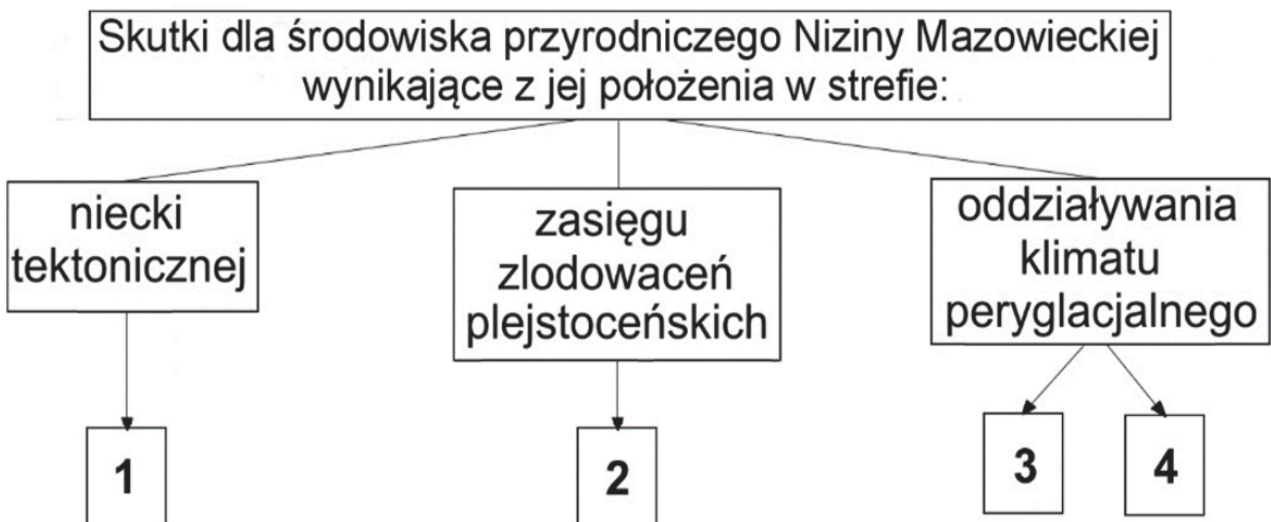 Skutki dla środowiska przyrodniczego Niziny Mazowieckiej
wynikające z jej położenia w strefie:
niecki
tektonicznej
zasięgu
zlodowaceń
plejstoceńskich
oddziaływania
klimatu
peryglacjalnego
1
2
3
4